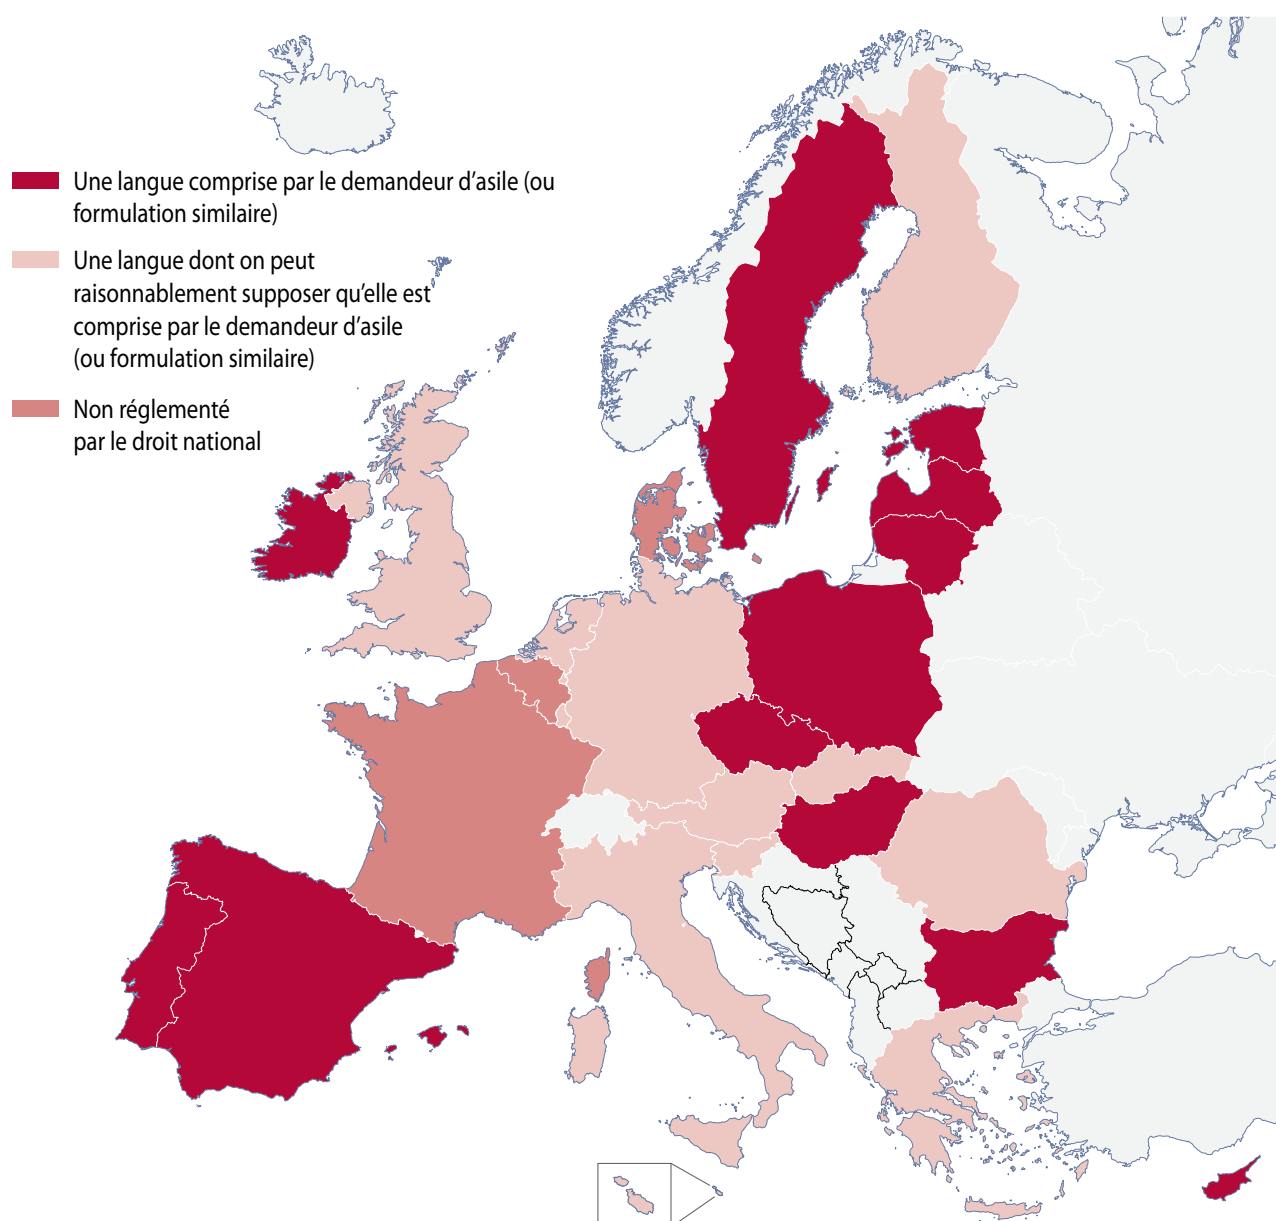 Une langue comprise par le demandeur d'asile (ou
formulation similaire)
Une langue dont on peut
raisonnablement supposer qu'elle est
comprise par le demandeur d'asile
(ou formulation similaire)
Non réglementé
par le droit national